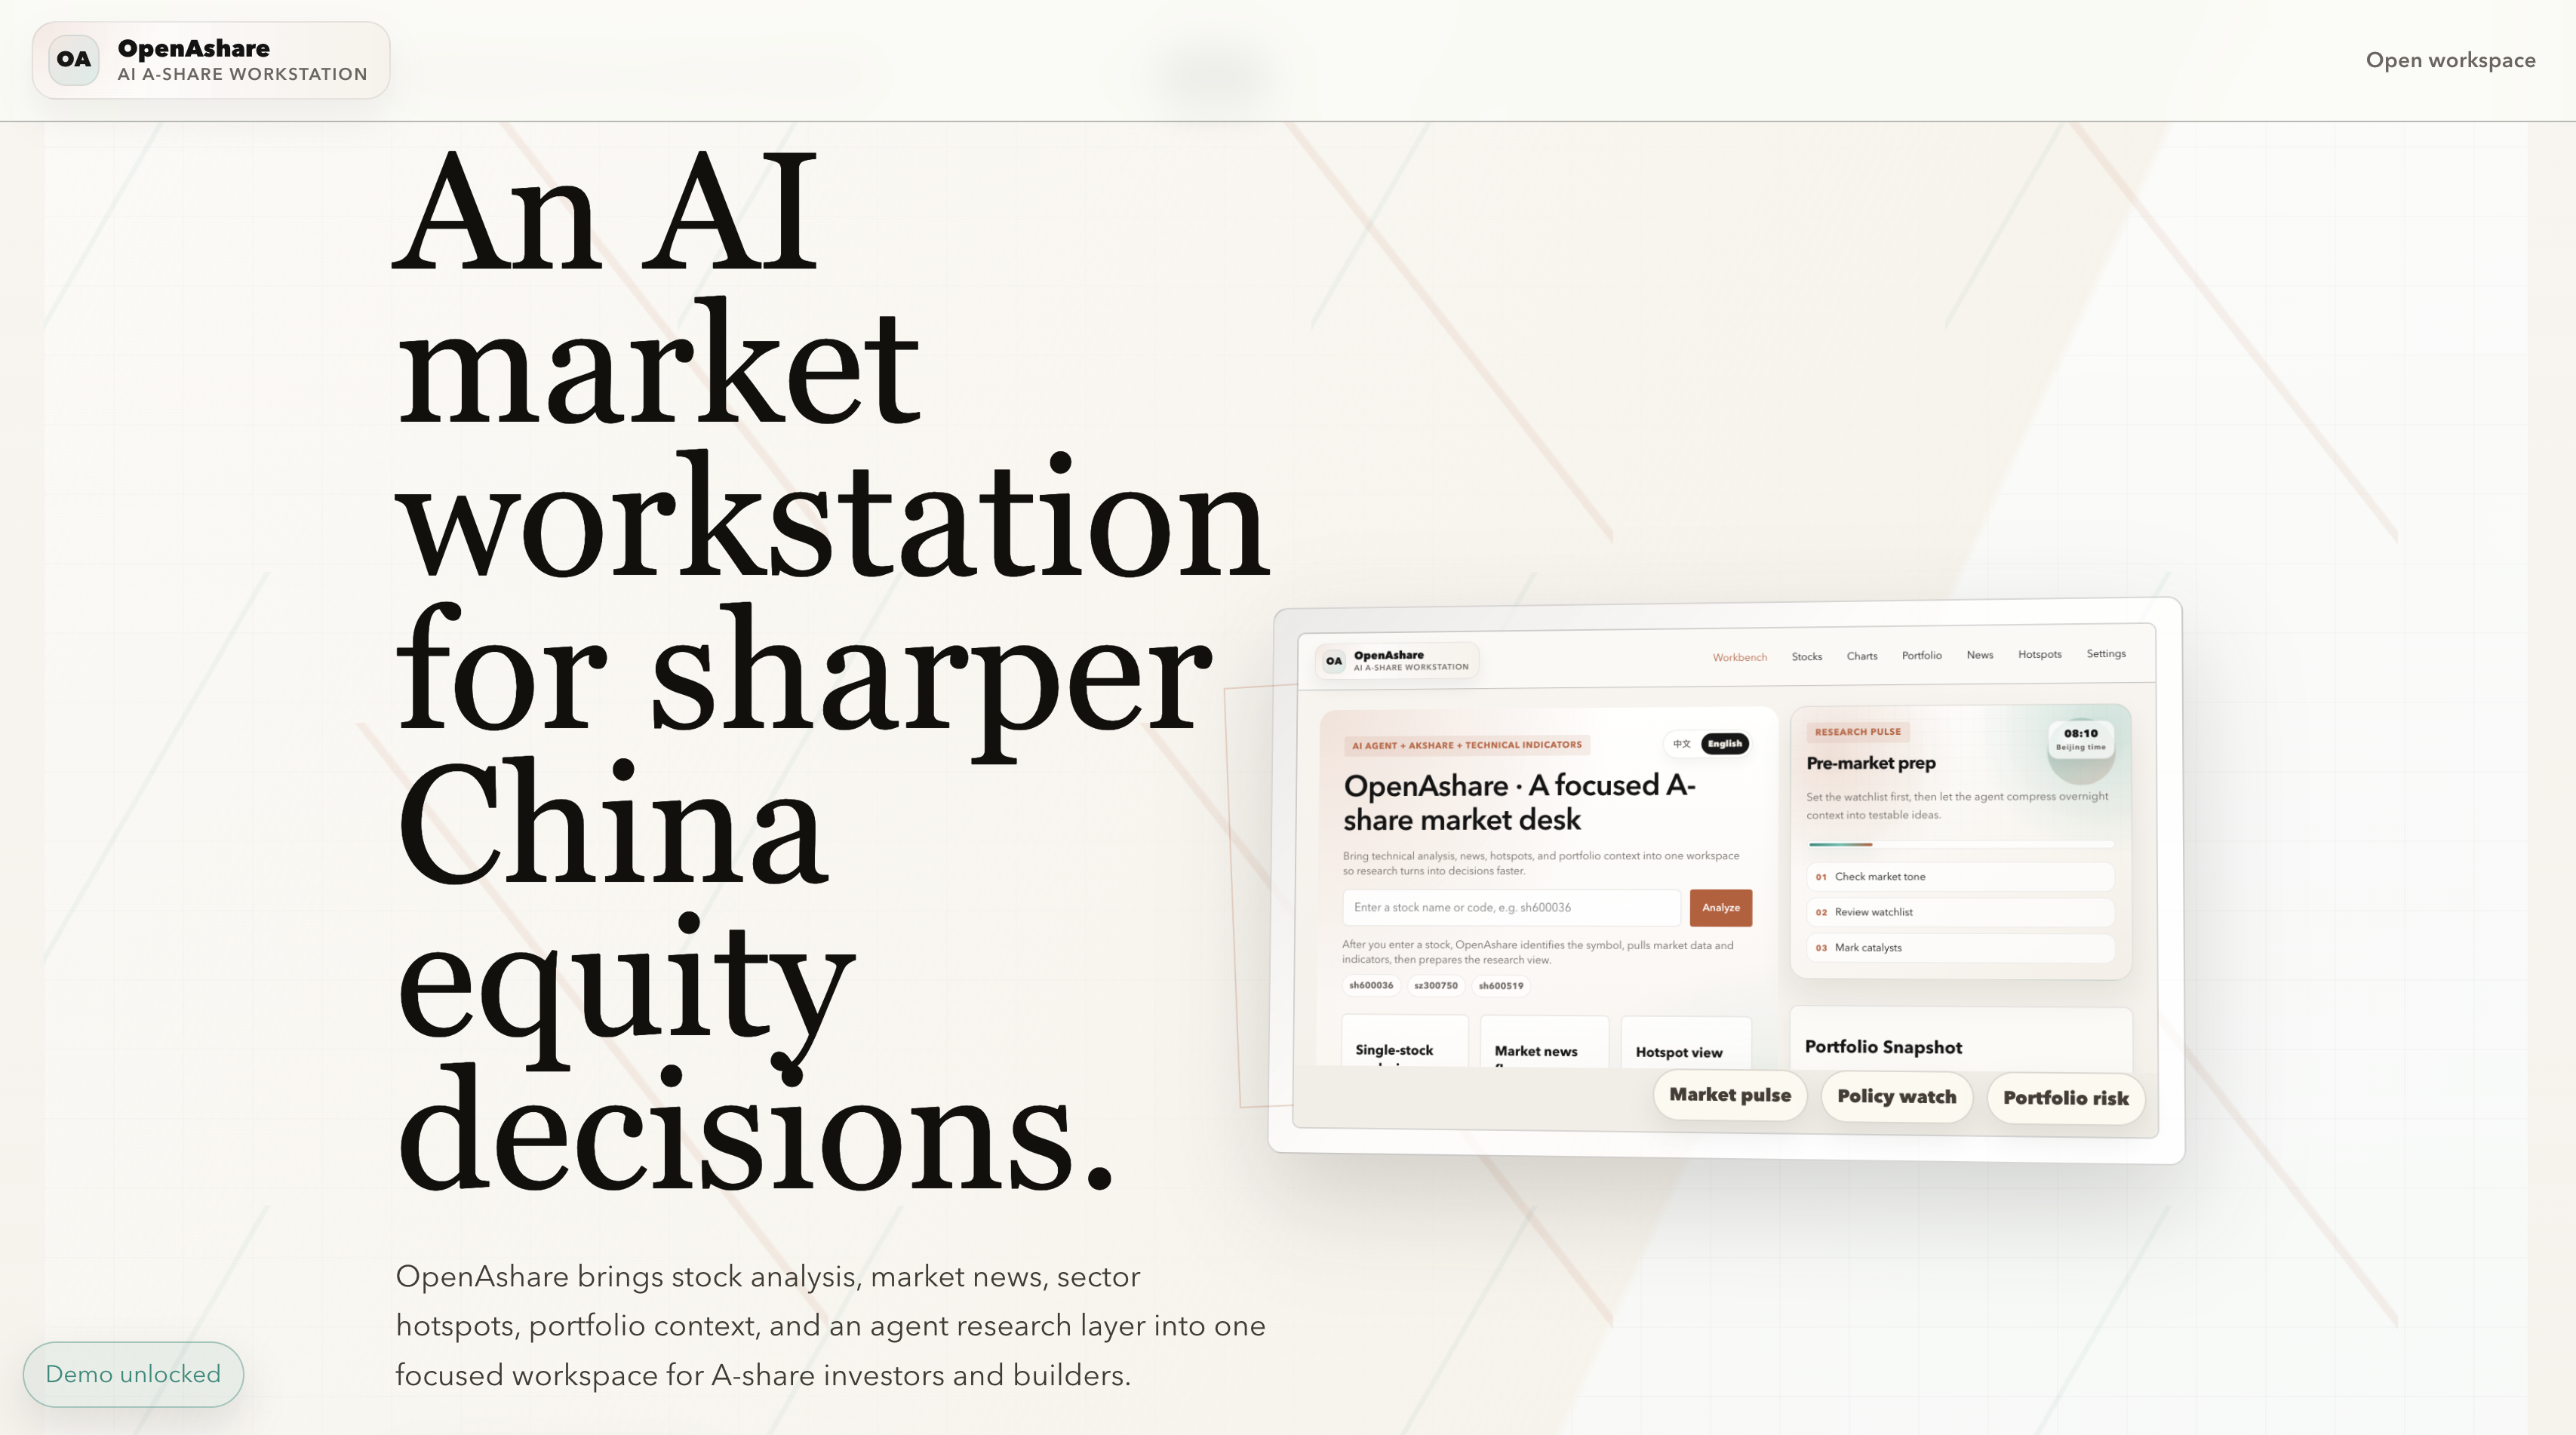 OA
OpenAshare
AI A-SHARE WORKSTATION
Open workspace
An AI
market
workstation
for sharper
China
equity
decisions.
OpenAshare brings stock analysis, market news, sector
hotspots, portfolio context, and an agent research layer into one
focused workspace for A-share investors and builders.
Demo unlocked
OA
OpenAshare
AI A-SHARE WORKSTATION
Workbench Stocks Charts Portfolio News Hotspots Settings
AI AGENT + AKSHARE + TECHNICAL INDICATORS
中文 English
OpenAshare · A focused A-
share market desk
Bring technical analysis, news, hotspots, and portfolio context into one workspace
so research turns into decisions faster.
Enter a stock name or code, e.g. sh600036
Analyze
After you enter a stock, OpenAshare identifies the symbol, pulls market data and
indicators, then prepares the research view.
sh600036 sz300750 sh600519
Single-stock
Market news
Hotspot view
RESEARCH PULSE
08:10
Beijing time
Pre-market prep
Set the watchlist first, then let the agent compress overnight
context into testable ideas.
01 Check market tone
02 Review watchlist
03 Mark catalysts
Portfolio Snapshot
Market pulse
Policy watch
Portfolio risk